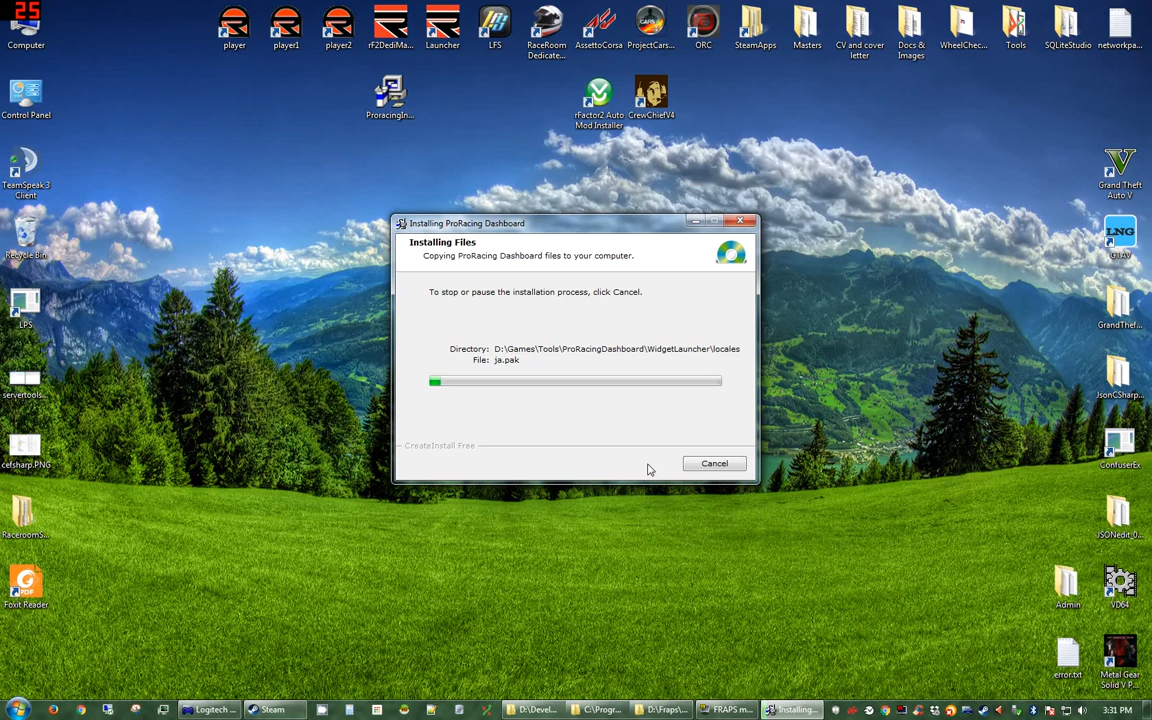 25
Computer
player
player1
player2
rF2DediMa...
Launcher
LFS
RaceRoom
Dedicate...
AssettoCorsa
ProjectCars...
ORC
SteamApps
Masters
CV and cover
letter
Docs &
Images
WheelChec...
Tools
SQLiteStudio
networkpa...
Control Panel
ProracingIn...
rFactor2 Auto
Mod Installer
CrewChiefV4
TeamSpeak 3
Client
Grand Theft
Auto V
Recycle Bin
LNG
GTAV
LPS
GrandThef...
servertools...
JsonCSharp...
cefsharp.PNG
ConfuserEx
RaceroomS...
JSONedit_0...
PDF
Foxit Reader
Admin
VD64
error.txt
Metal Gear
Solid V P...
Installing ProRacing Dashboard
Installing Files
Copying ProRacing Dashboard files to your computer.
To stop or pause the installation process, click Cancel.
Directory: D:\Games\Tools\ProRacingDashboard\WidgetLauncher\locales
File: ja.pak
CreateInstall Free
Cancel
Logitech ...
Steam
D:\Devel...
C:\Progr...
D:\Fraps\...
FRAPS m...
Installing...
3:31 PM